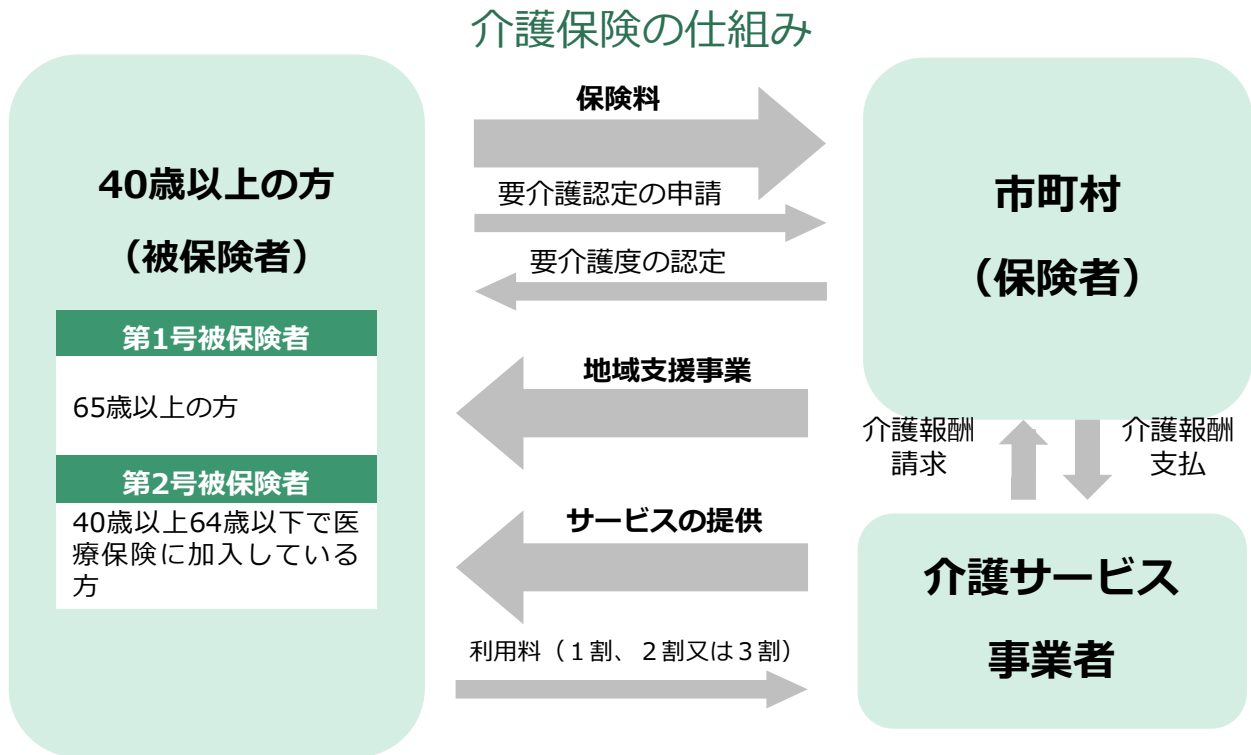 介護保険の仕組み
40歳以上の方
（被保険者）
第1号被保険者
65歳以上の方
第2号被保険者
40歳以上64歳以下で医
療保険に加入している
方
保険料
要介護認定の申請
要介護度の認定
地域支援事業
サービスの提供
利用料（１割、２割又は３割）
市町村
（保険者）
介護報酬
請求
介護報酬
支払
介護サービス
事業者